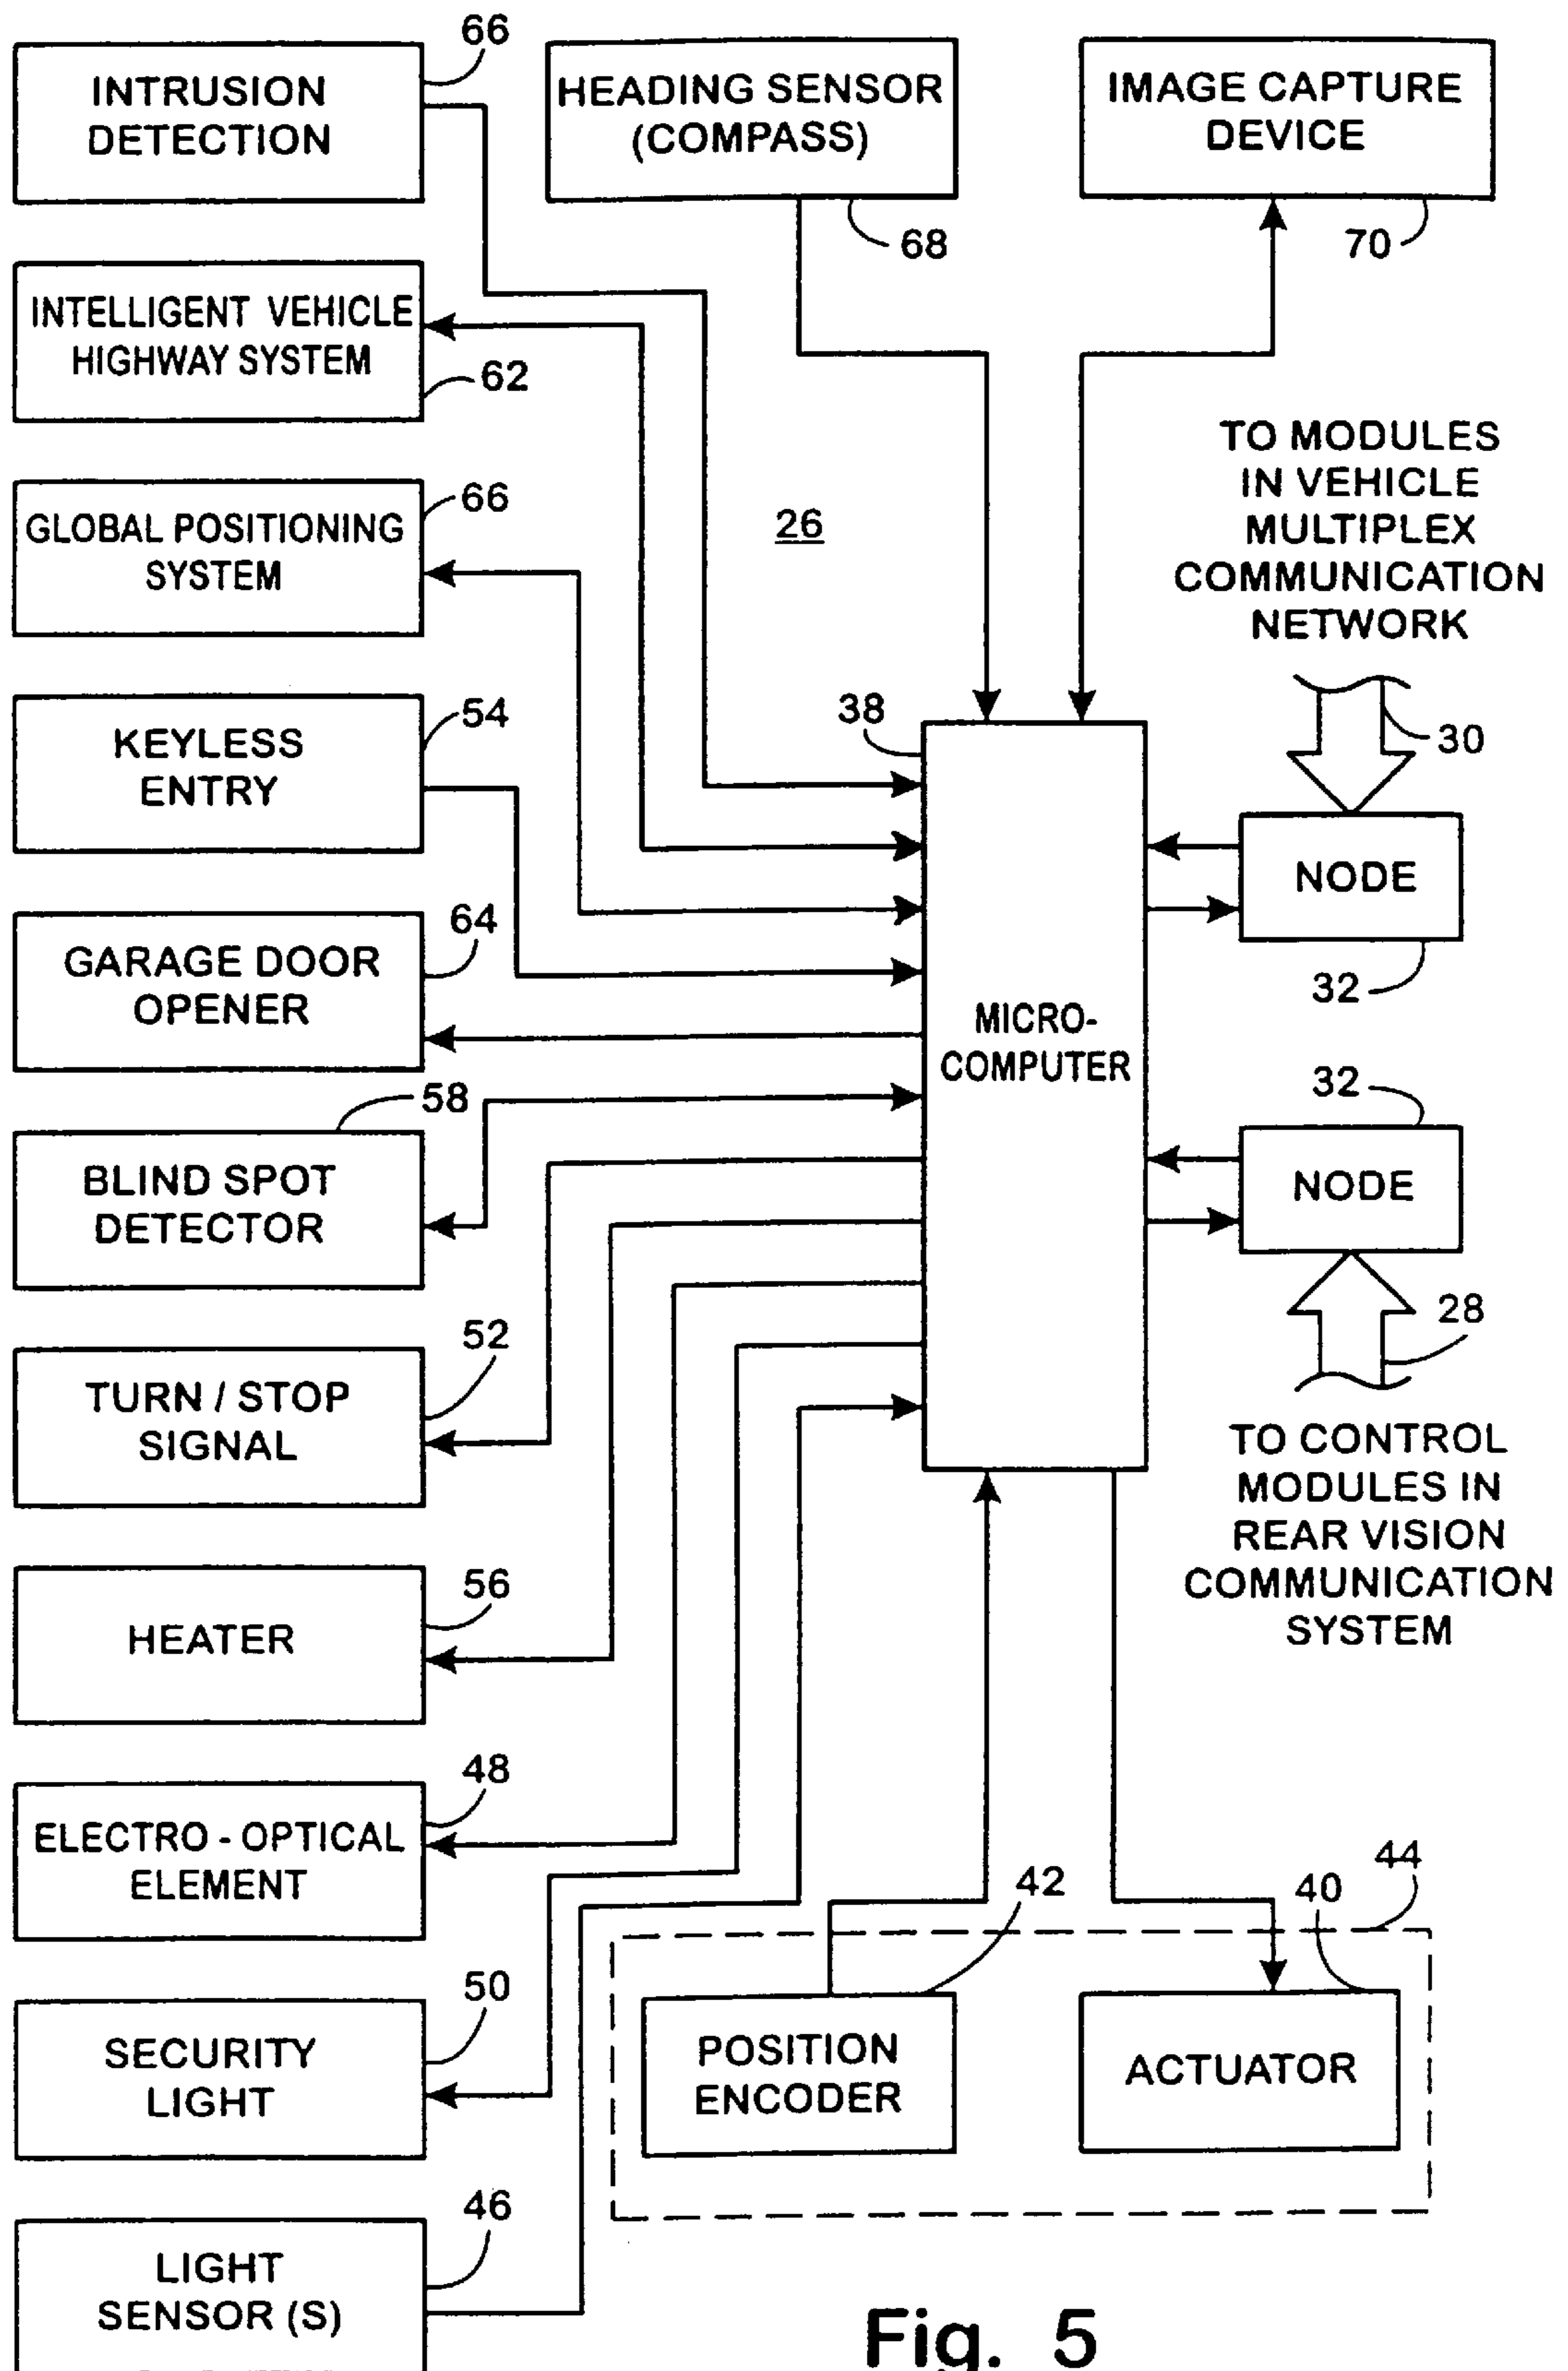 66
INTRUSION
DETECTION
HEADING SENSOR
(COMPASS)
68
IMAGE CAPTURE
DEVICE
70
INTELLIGENT VEHICLE
HIGHWAY SYSTEM
62
TO MODULES
IN VEHICLE
MULTIPLEX
COMMUNICATION
NETWORK
30
66
GLOBAL POSITIONING
SYSTEM
26
54
KEYLESS
ENTRY
38
MICRO-
COMPUTER
NODE
32
64
GARAGE DOOR
OPENER
58
BLIND SPOT
DETECTOR
32
NODE
28
TO CONTROL
MODULES IN
REAR VISION
COMMUNICATION
SYSTEM
52
TURN / STOP
SIGNAL
56
HEATER
48
ELECTRO - OPTICAL
ELEMENT
44
42
40
POSITION
ENCODER
ACTUATOR
50
SECURITY
LIGHT
46
LIGHT
SENSOR (S)
Fig. 5